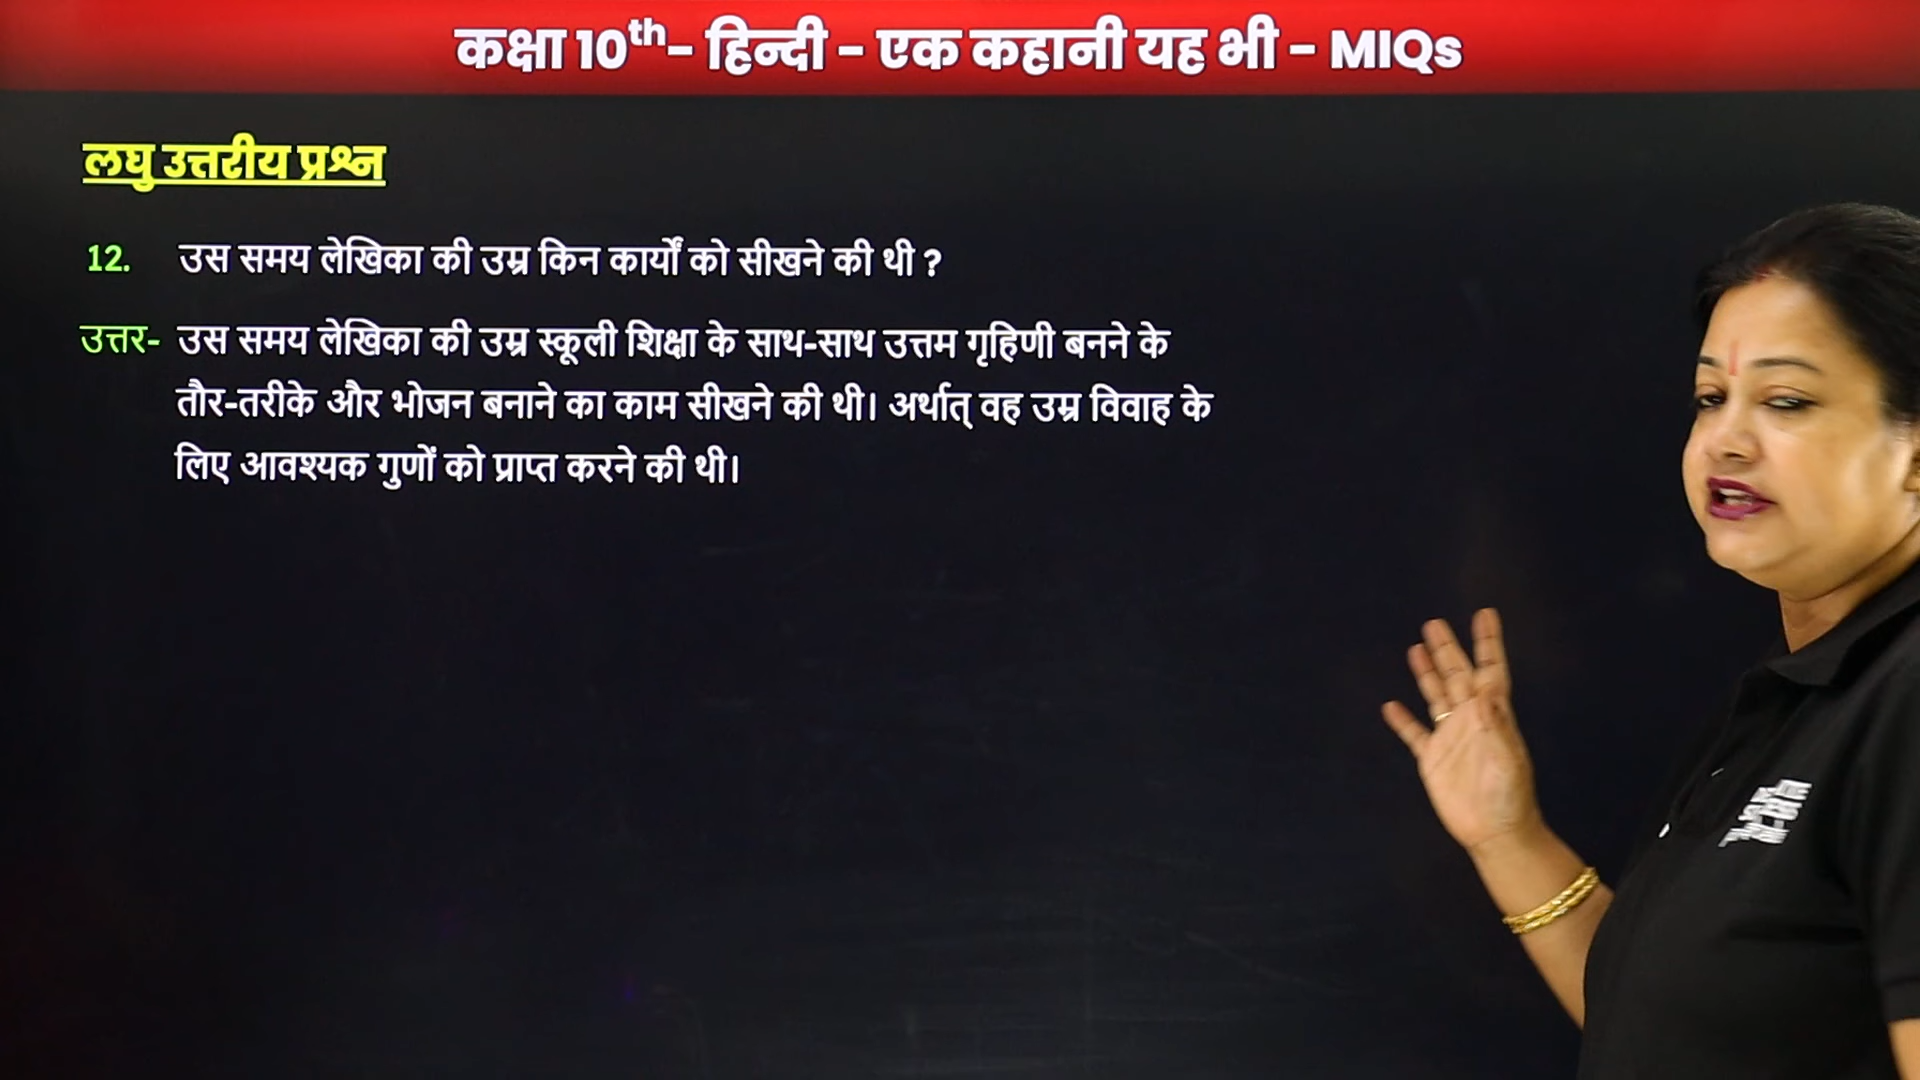 कक्षा 10th- हिन्दी - एक कहानी यह भी - MIQs
लघु उत्तरीय प्रश्न
12. उस समय लेखिका की उम्र किन कार्यों को सीखने की थी ?
उत्तर- उस समय लेखिका की उम्र स्कूली शिक्षा के साथ-साथ उत्तम गृहिणी बनने के
तौर-तरीके और भोजन बनाने का काम सीखने की थी। अर्थात् वह उम्र विवाह के
लिए आवश्यक गुणों को प्राप्त करने की थी।